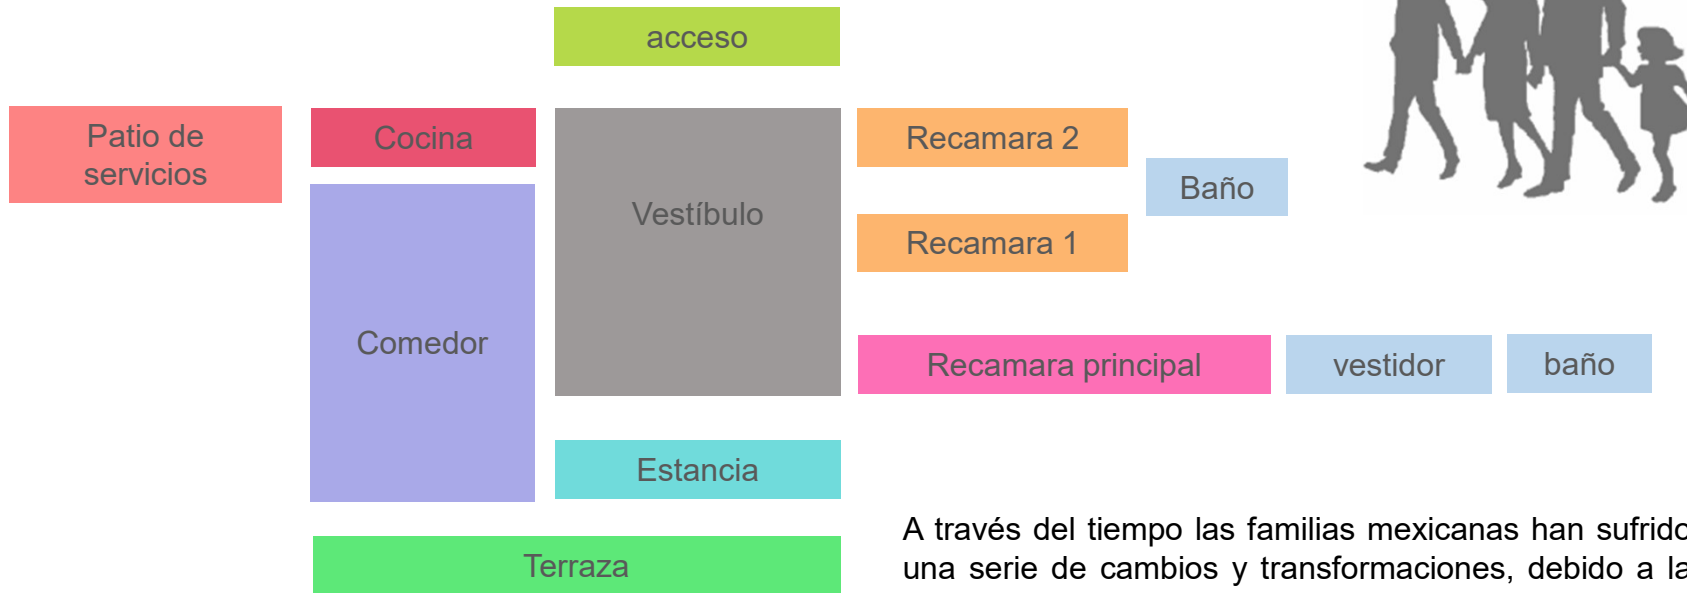 acceso
Patio de
servicios
Cocina
Vestíbulo
Recamara 2
Baño
Recamara 1
Comedor
Recamara principal
vestidor
baño
Estancia
Terraza
A través del tiempo las familias mexicanas han sufrido
una serie de cambios y transformaciones, debido a la